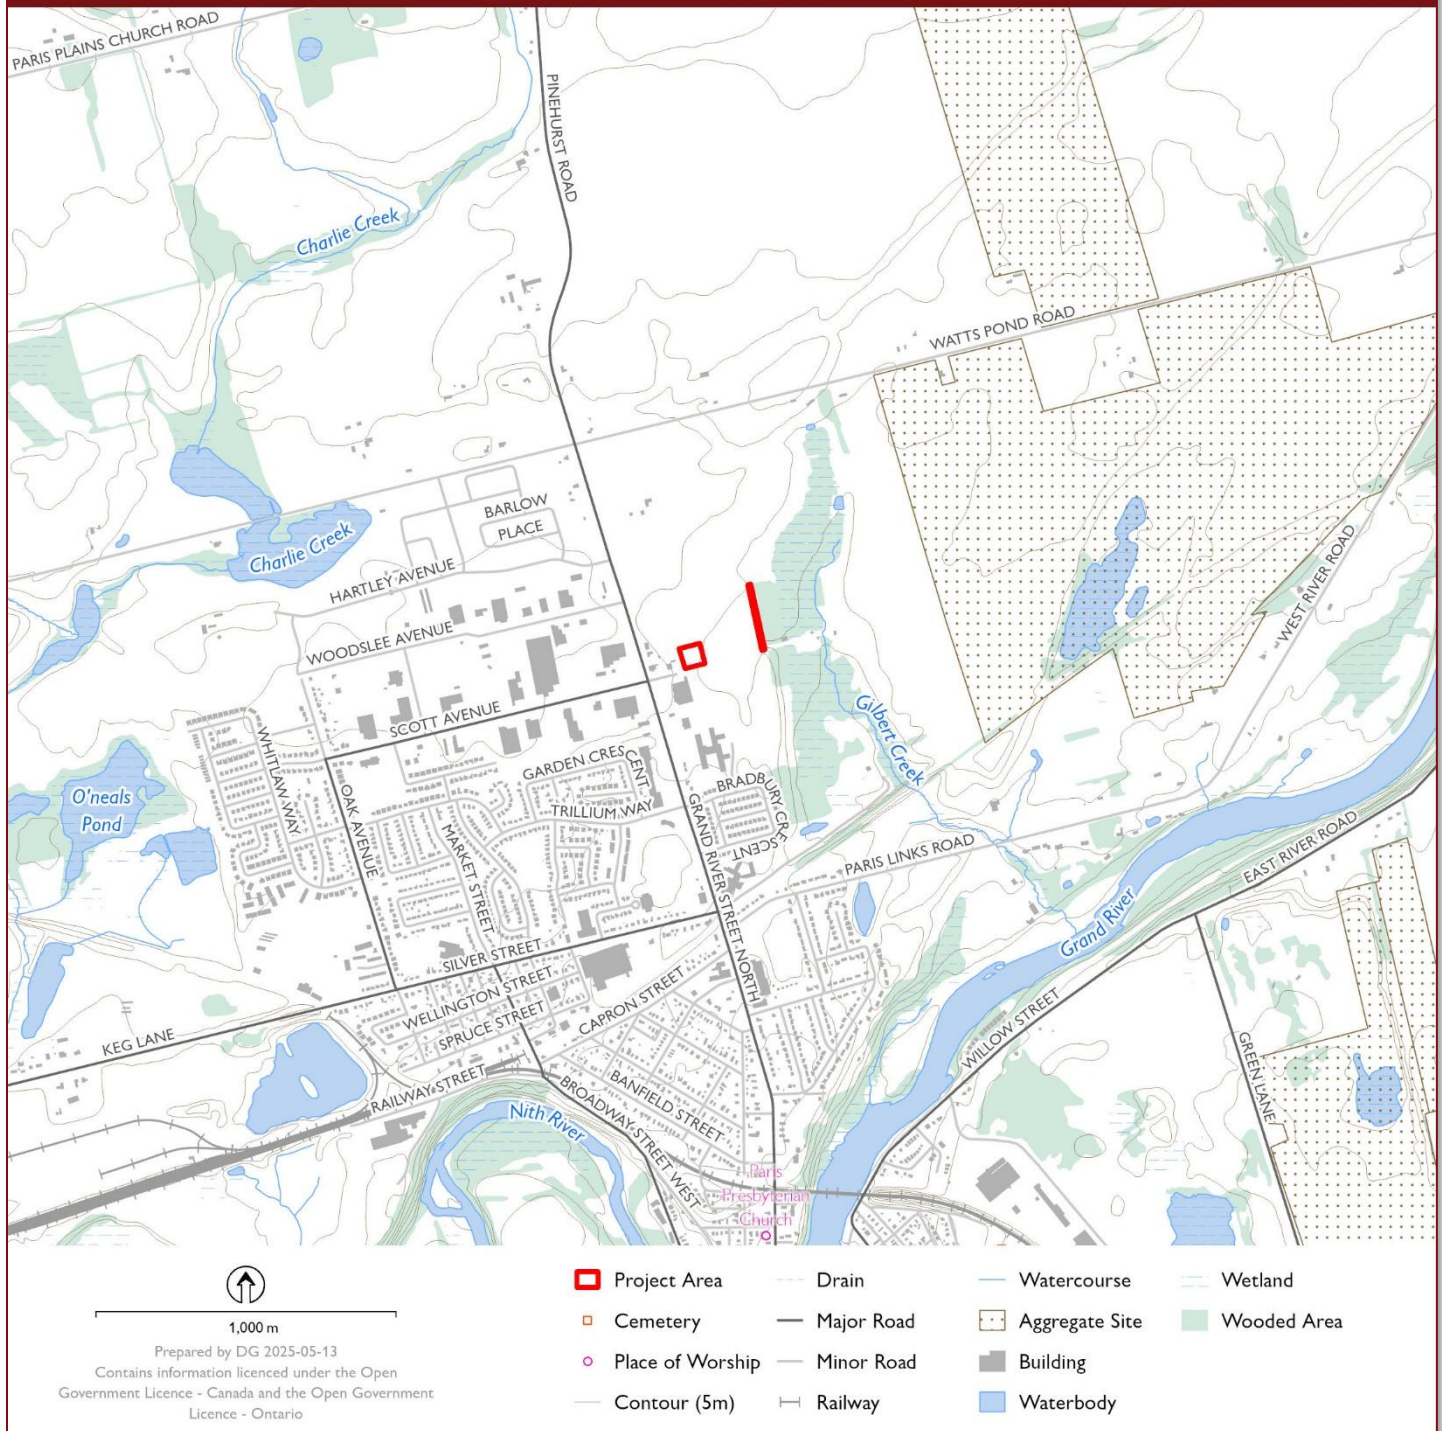 PARIS PLAINS CHURCH ROAD
PINEHURST ROAD
Charlie Creek
WATTS POND ROAD
BARLOW
PLACE
Charlie Creek
HARTLEY AVENUE
WOODSLEE AVENUE
WEST RIVER ROAD
SCOTT AVENUE
Gilbert Creek
WHITLAW WAY
GARDEN CRESCENT
O'neals
Pond
OAK AVENUE
TRILLIUM WAY
BRADBURY CRESCENT
MARKET STREET
GRAND RIVER STREET NORTH
PARIS LINKS ROAD
EAST RIVER ROAD
Grand River
SILVER STREET
WELLINGTON STREET
CAPRON STREET
SPRUCE STREET
KEG LANE
WILLOW STREET
GREEN LANE
RAILWAY STREET
BANFIELD STREET
BROADWAY STREET WEST
Nith River
Paris
Presbyterian
Church
1,000 m
Prepared by DG 2025-05-13
Contains information licenced under the Open
Government Licence - Canada and the Open Government
Licence - Ontario
Project Area
Cemetery
Place of Worship
Contour (5m)
Drain
Major Road
Minor Road
Railway
Watercourse
Aggregate Site
Building
Waterbody
Wetland
Wooded Area